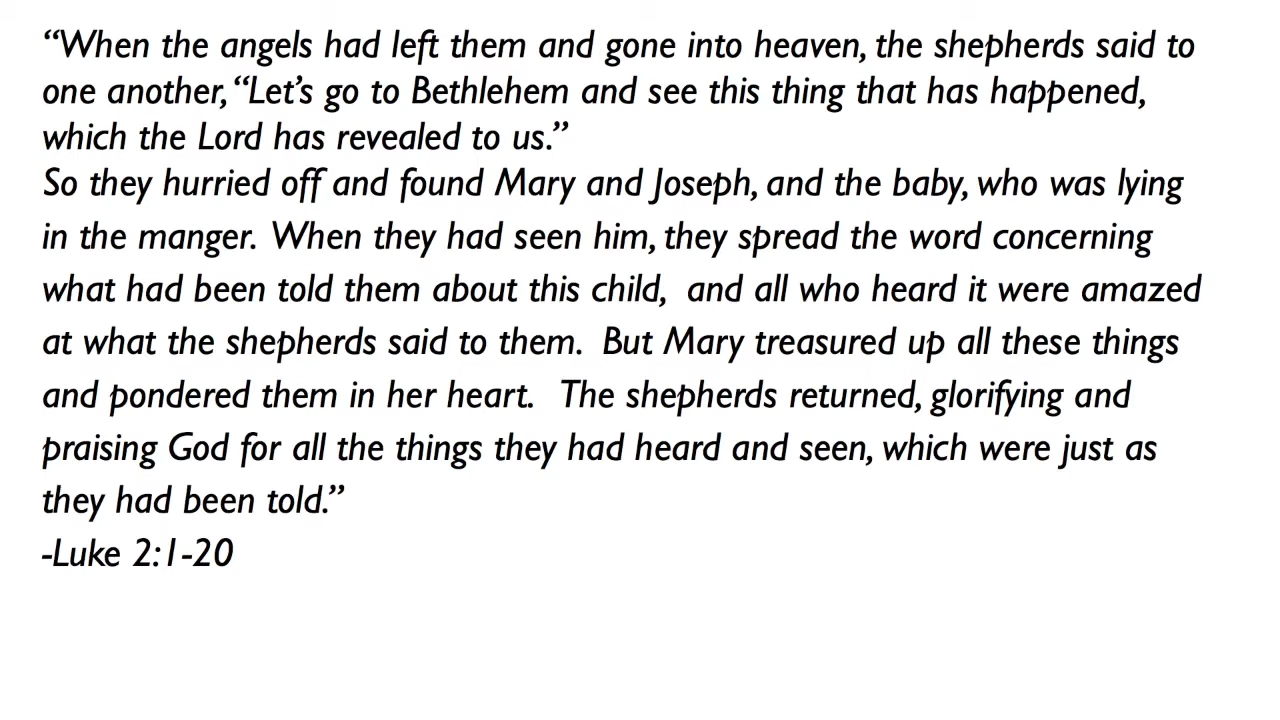 “When the angels had left them and gone into heaven, the shepherds said to
one another, “Let’s go to Bethlehem and see this thing that has happened,
which the Lord has revealed to us.”
So they hurried off and found Mary and Joseph, and the baby, who was lying
in the manger.  When they had seen him, they spread the word concerning
what had been told them about this child,  and all who heard it were amazed
at what the shepherds said to them.  But Mary treasured up all these things
and pondered them in her heart.   The shepherds returned, glorifying and
praising God for all the things they had heard and seen, which were just as
they had been told.”
-Luke 2:1-20